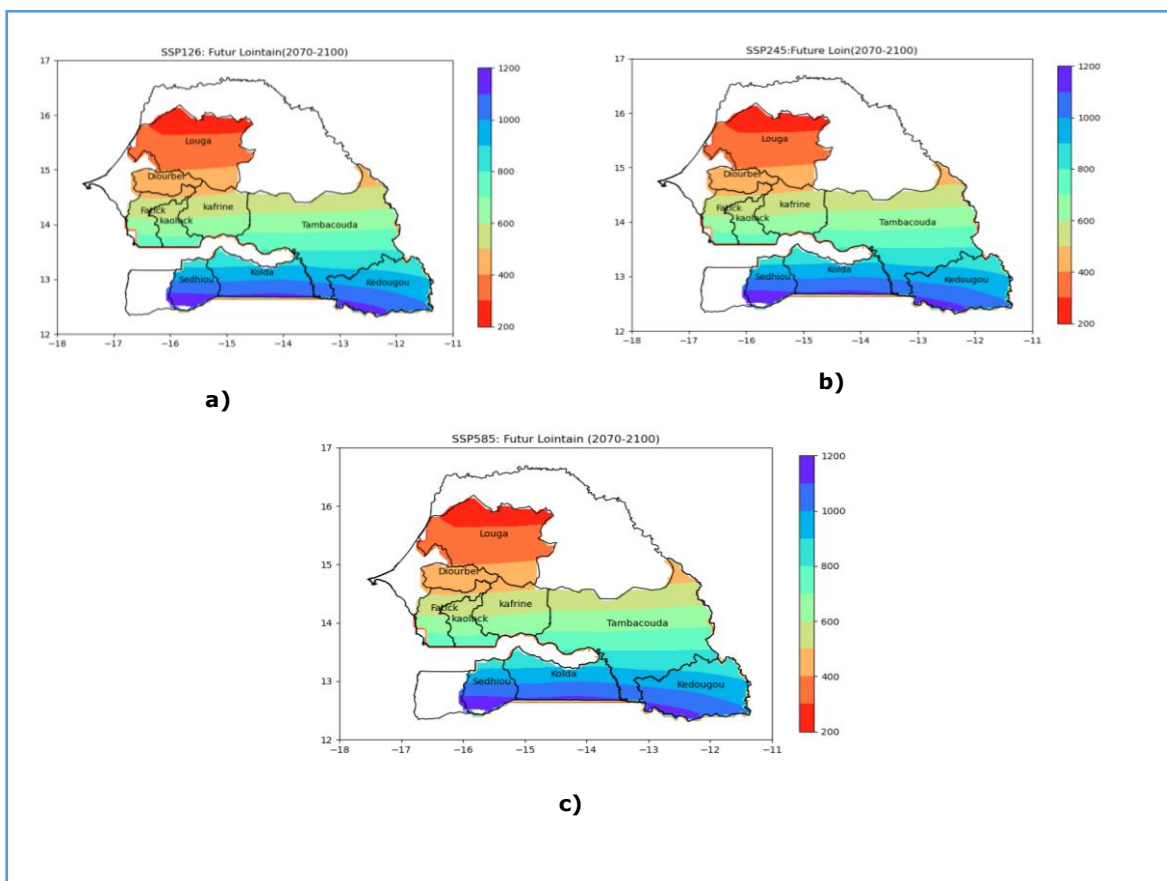 SSP126: Futur Lointain(2070-2100)
17
16
15
14
13
12
−18
−17
−16
−15
−14
−13
−12
−11
Louga
Diourbel
Fatick
kaolack
kafrine
Tambacouda
Sedhiou
Kolda
Kedougou
1200
1000
800
600
400
200
a)
SSP245:Future Loin(2070-2100)
17
16
15
14
13
12
−18
−17
−16
−15
−14
−13
−12
−11
Louga
Diourbel
Fatick
kaolack
kafrine
Tambacouda
Sedhiou
Kolda
Kedougou
1200
1000
800
600
400
200
b)
SSP585: Futur Lointain (2070-2100)
17
16
15
14
13
12
−18
−17
−16
−15
−14
−13
−12
−11
Louga
Diourbel
Fatick
kaolack
kafrine
Tambacouda
Sedhiou
Kolda
Kedougou
1200
1000
800
600
400
200
c)